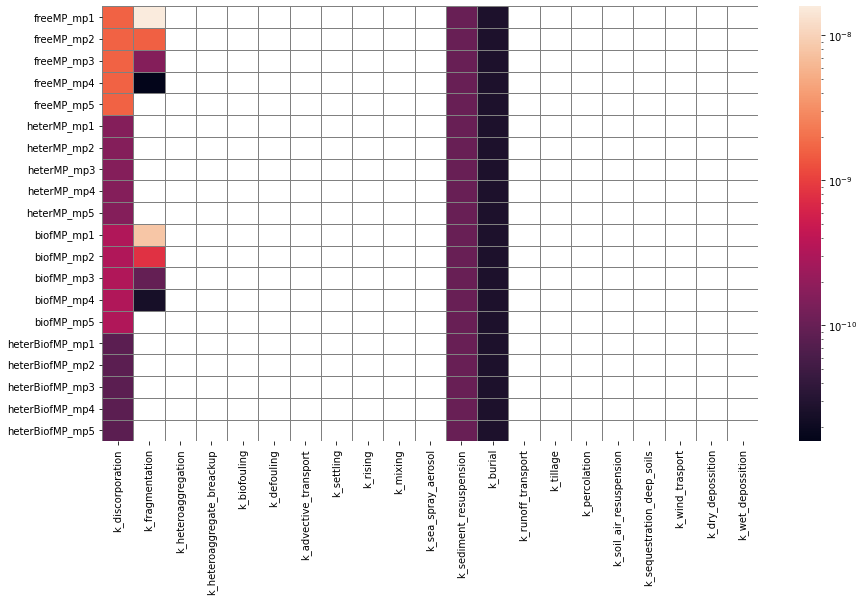 freeMP_mp1
freeMP_mp2
freeMP_mp3
freeMP_mp4
freeMP_mp5
heterMP_mp1
heterMP_mp2
heterMP_mp3
heterMP_mp4
heterMP_mp5
biofMP_mp1
biofMP_mp2
biofMP_mp3
biofMP_mp4
biofMP_mp5
heterBiofMP_mp1
heterBiofMP_mp2
heterBiofMP_mp3
heterBiofMP_mp4
heterBiofMP_mp5
k_discorporation
k_fragmentation
k_heteroaggregation
k_heteroaggregate_breackup
k_biofouling
k_defouling
k_advective_transport
k_settling
k_rising
k_mixing
k_sea_spray_aerosol
k_sediment_resuspension
k_burial
k_runoff_transport
k_tillage
k_percolation
k_soil_air_resuspension
k_sequestration_deep_soils
k_wind_trasport
k_dry_depossition
k_wet_depossition
10⁻⁸
10⁻⁹
10⁻¹⁰